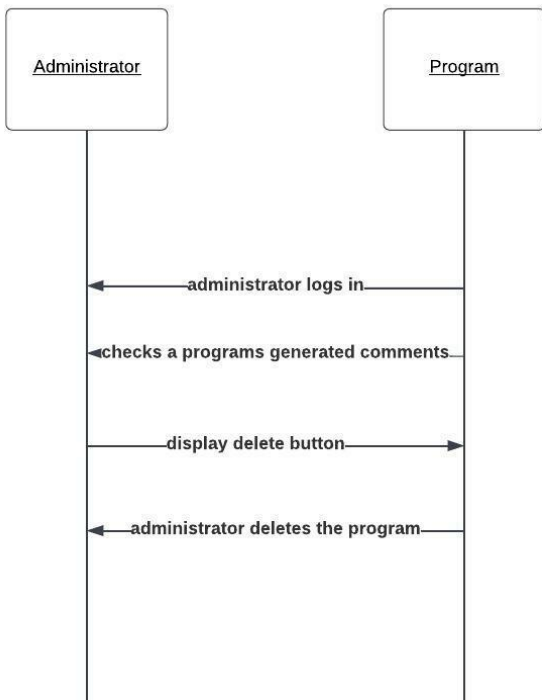 Administrator
Program
administrator logs in
checks a programs generated comments
display delete button
administrator deletes the program